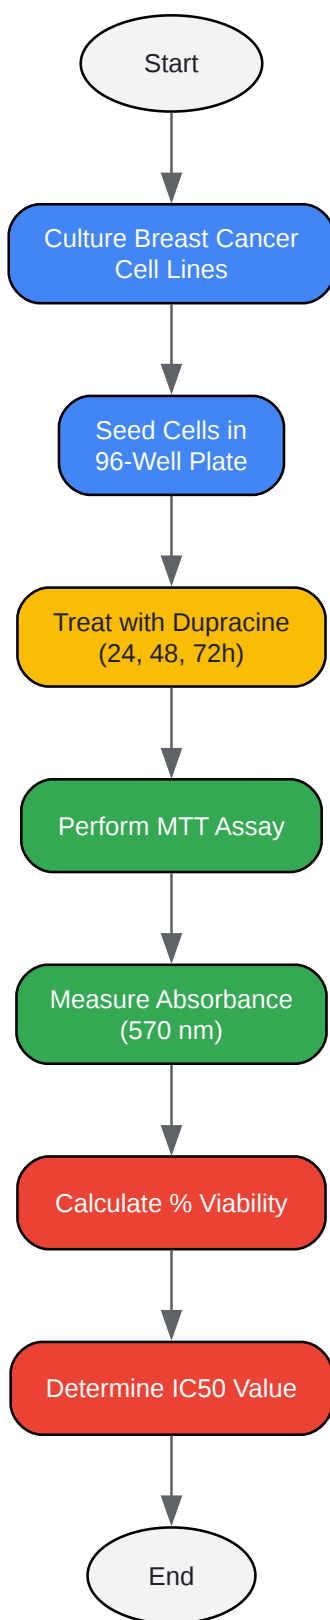 Start
Culture Breast Cancer
Cell Lines
Seed Cells in
96-Well Plate
Treat with Dupracine
(24, 48, 72h)
Perform MTT Assay
Measure Absorbance
(570 nm)
Calculate % Viability
Determine IC50 Value
End